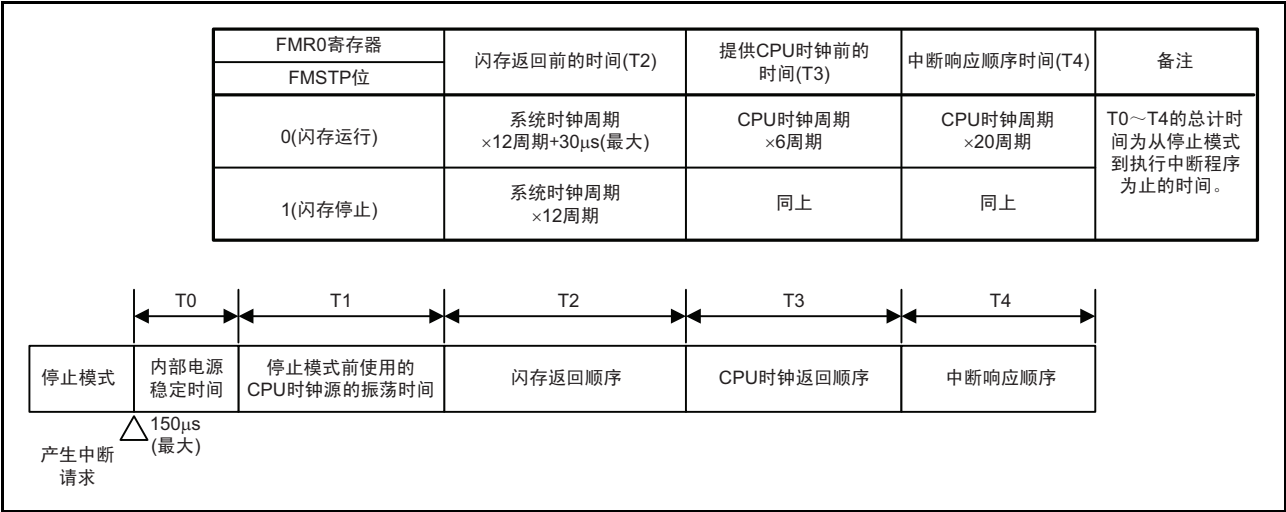 FMR0寄存器
FMSTP位
闪存返回前的时间(T2)
提供CPU时钟前的
时间(T3)
中断响应顺序时间(T4)
备注
0(闪存运行)
系统时钟周期
×12周期+30μs(最大)
CPU时钟周期
×6周期
CPU时钟周期
×20周期
T0～T4的总计时
间为从停止模式
到执行中断程序
为止的时间。
1(闪存停止)
系统时钟周期
×12周期
同上
同上
T0
T1
T2
T3
T4
停止模式
内部电源
稳定时间
停止模式前使用的
CPU时钟源的振荡时间
闪存返回顺序
CPU时钟返回顺序
中断响应顺序
150μs
(最大)
产生中断
请求